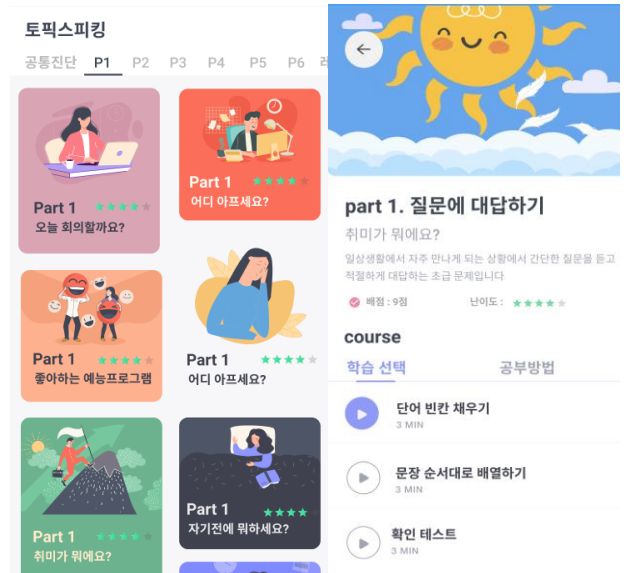 토픽스피킹
공통진단 P1 P2 P3 P4 P5 P6
Part 1
오늘 회의할까요?
Part 1
어디 아프세요?
Part 1
좋아하는 예능프로그램
Part 1
어디 아프세요?
Part 1
취미가 뭐에요?
Part 1
자기전에 뭐하세요?
part 1. 질문에 대답하기
취미가 뭐에요?
일상생활에서 자주 만나게 되는 상황에서 간단한 질문을 듣고
적절하게 대답하는 초급 문제입니다
배점 : 9점 난이도 :
course
학습 선택 공부방법
단어 빈칸 채우기
3 MIN
문장 순서대로 배열하기
3 MIN
확인 테스트
3 MIN